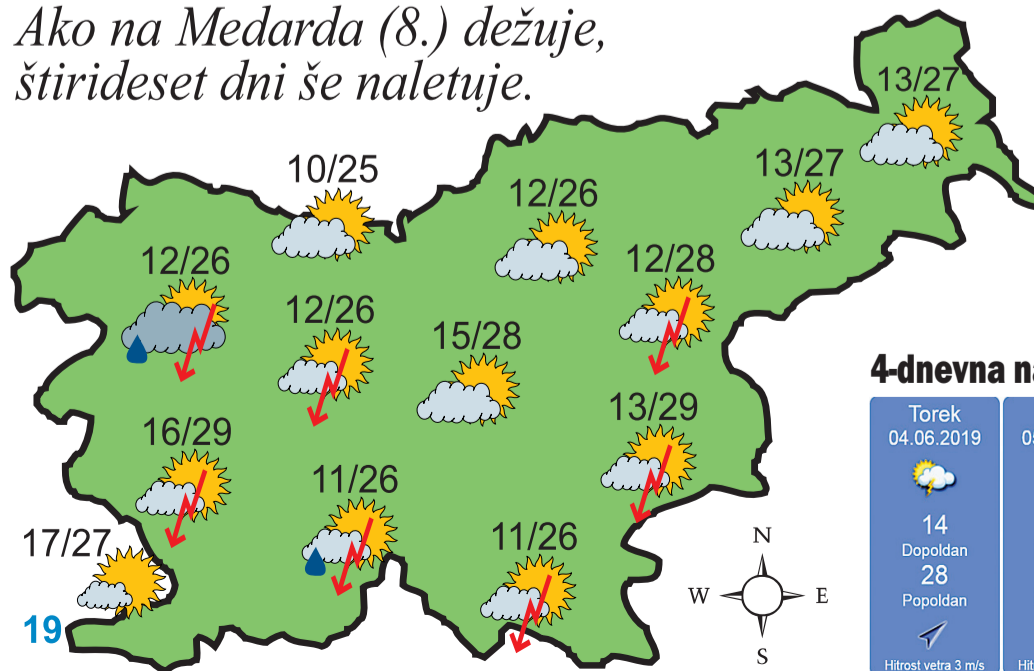 Ako na Medarda (8.) dežuje,
štirideset dni še naletuje.
13/27
10/25
12/26
13/27
12/26
12/28
12/26
15/28
16/29
13/29
11/26
17/27
11/26
19
N
W E
S
4-dnevna
Torek
04.06.2019
14
Dopoldan
28
Popoldan
Hitrost vetra 3 m/s